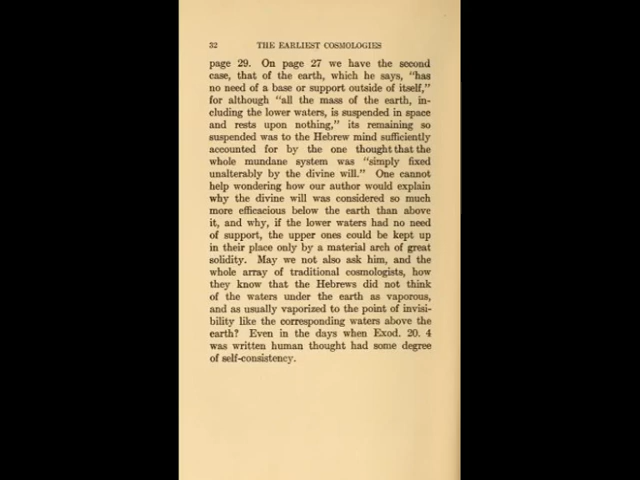 32 THE EARLIEST COSMOLOGIES
page 29. On page 27 we have the second
case, that of the earth, which he says, "has
no need of a base or support outside of itself,"
for although "all the mass of the earth, in-
cluding the lower waters, is suspended in space
and rests upon nothing," its remaining so
suspended was to the Hebrew mind sufficiently
accounted for by the one thought that the
whole mundane system was "simply fixed
unalterably by the divine will." One cannot
help wondering how our author would explain
why the divine will was considered so much
more efficacious below the earth than above
it, and why, if the lower waters had no need
of support, the upper ones could be kept up
in their place only by a material arch of great
solidity. May we not also ask him, and the
whole array of traditional cosmologists, how
they know that the Hebrews did not think
of the waters under the earth as vaporous,
and as usually vaporized to the point of invisi-
bility like the corresponding waters above the
earth? Even in the days when Exod. 20. 4
was written human thought had some degree
of self-consistency.